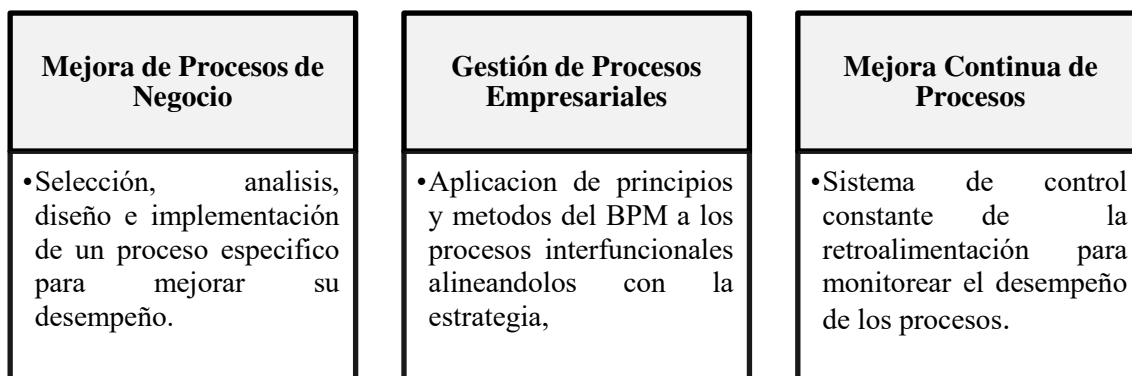 Mejora de Procesos de
Negocio
•Selección, analisis,
diseño e implementación
de un proceso especifico
para mejorar su
desempeño.
Gestión de Procesos
Empresariales
•Aplicacion de principios
y metodos del BPM a los
procesos interfuncionales
alineandolos con la
estrategia,
Mejora Continua de
Procesos
•Sistema de control
constante de la
retroalimentación para
monitorear el desempeño
de los procesos.